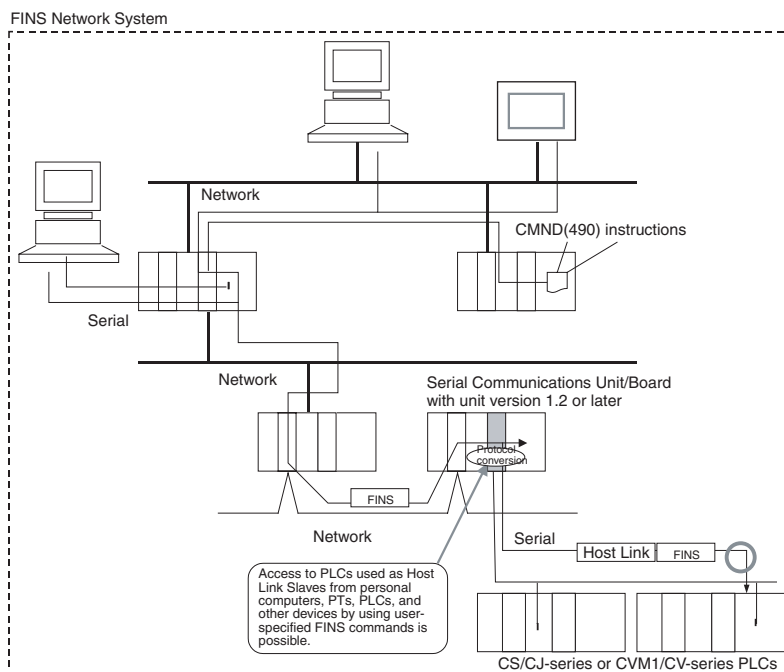 FINS Network System
Network
CMND(490) instructions
Serial
Network
Serial Communications Unit/Board
with unit version 1.2 or later
Protocol
conversion
FINS
Network
Serial
Host Link
FINS
Access to PLCs used as Host
Link Slaves from personal
computers, PTs, PLCs, and
other devices by using user-
specified FINS commands is
possible.
CS/CJ-series or CVM1/CV-series PLCs